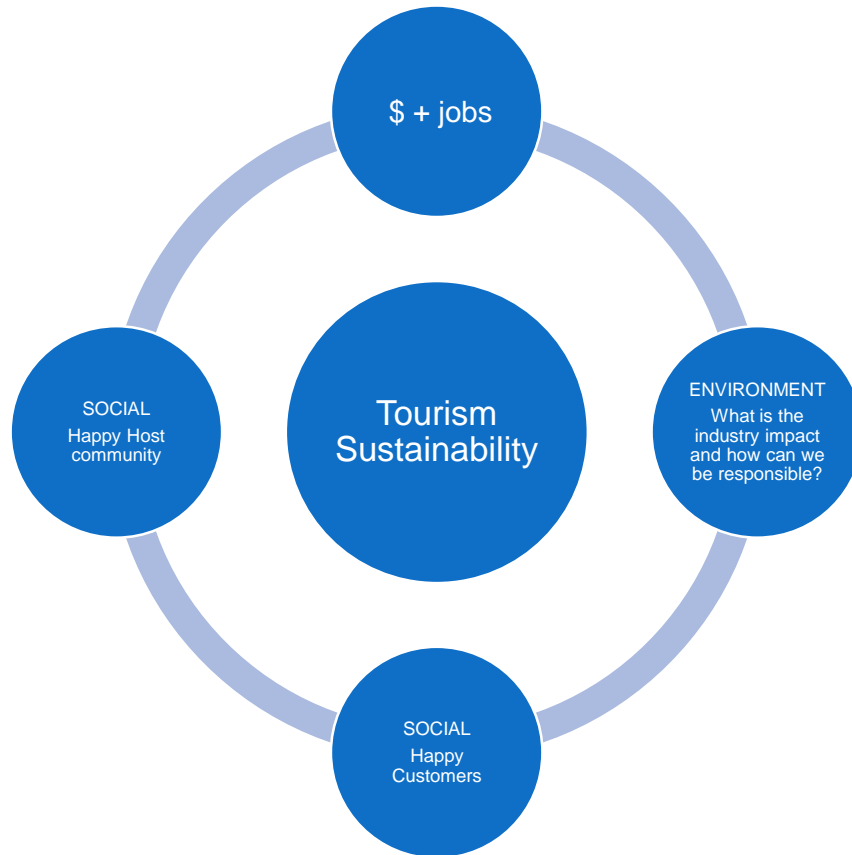 $ + jobs
SOCIAL
Happy Host
community
Tourism
Sustainability
ENVIRONMENT
What is the
industry impact
and how can we
be responsible?
SOCIAL
Happy
Customers